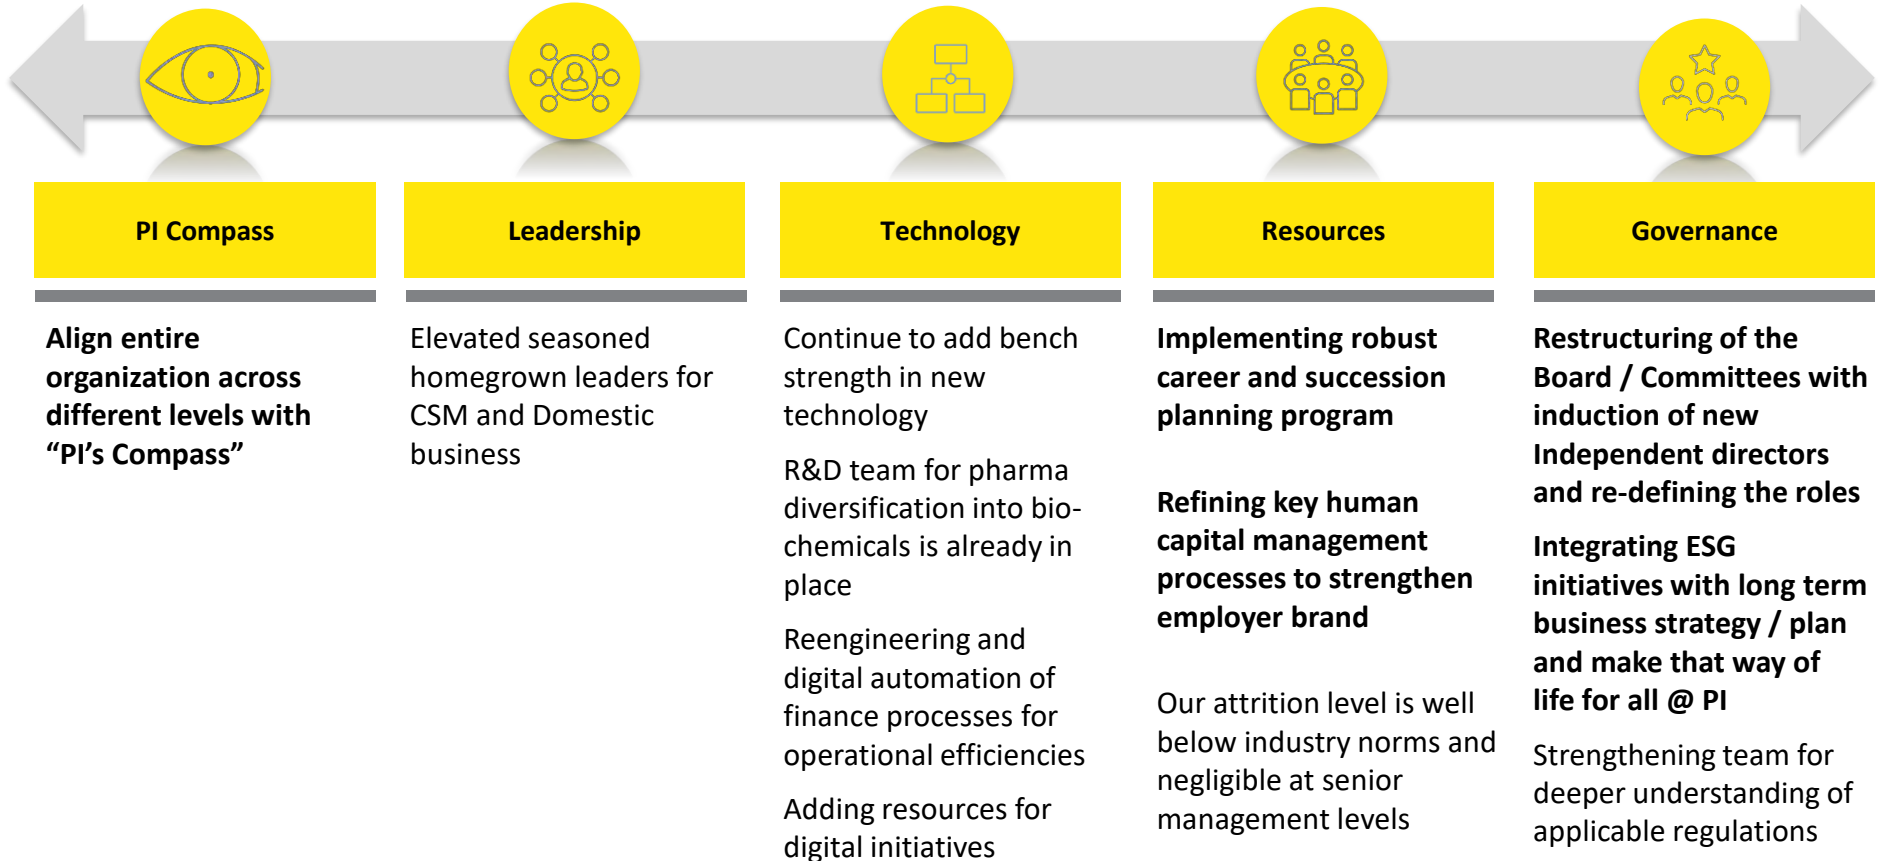 PI Compass
Align entire
organization across
different levels with
“PI’s Compass”
Leadership
Elevated seasoned
homegrown leaders for
CSM and Domestic
business
Technology
Continue to add bench
strength in new
technology
R&D team for pharma
diversification into bio-
chemicals is already in
place
Reengineering and
digital automation of
finance processes for
operational efficiencies
Adding resources for
digital initiatives
Resources
Implementing robust
career and succession
planning program
Refining key human
capital management
processes to strengthen
employer brand
Our attrition level is well
below industry norms and
negligible at senior
management levels
Governance
Restructuring of the
Board / Committees with
induction of new
Independent directors
and re-defining the roles
Integrating ESG
initiatives with long term
business strategy / plan
and make that way of
life for all @ PI
Strengthening team for
deeper understanding of
applicable regulations